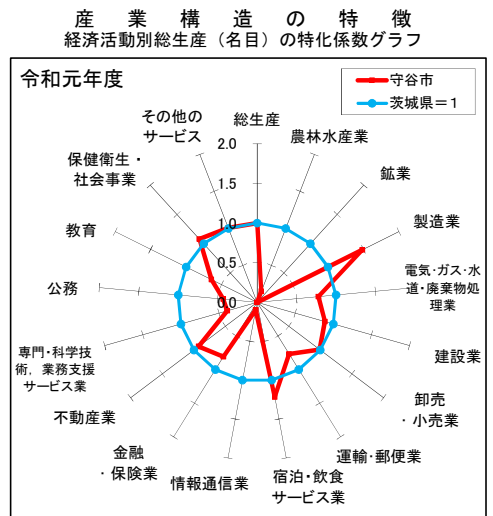 産業構造の特徴
経済活動別総生産（名目）の特化係数グラフ
令和元年度
守谷市
茨城県＝１
総生産
農林水産業
鉱業
製造業
電気・ガス・水
道・廃棄物処
理業
建設業
卸売
・小売業
運輸・郵便業
宿泊・飲食
サービス業
情報通信業
金融
・保険業
不動産業
専門・科学技
術，業務支援
サービス業
公務
教育
保健衛生・
社会事業
その他の
サービス
2.0
1.5
1.0
0.5
0.0